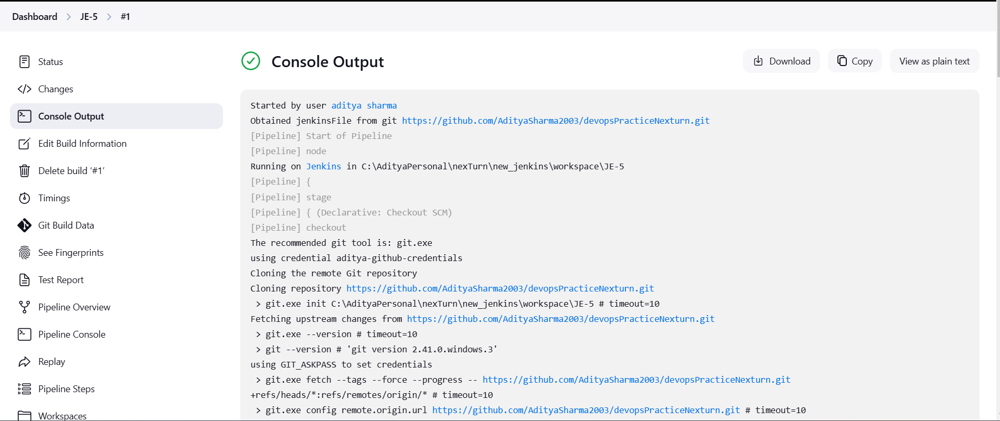 Dashboard > JE-5 > #1
Status
Changes
Console Output
Edit Build Information
Delete build ‘#1’
Timings
Git Build Data
See Fingerprints
Test Report
Pipeline Overview
Pipeline Console
Replay
Pipeline Steps
Workspaces
Console Output
Download
Copy
View as plain text
Started by user aditya sharma
Obtained jenkinsFile from git https://github.com/AdityaSharma2003/devopsPracticeNexturn.git
[Pipeline] Start of Pipeline
[Pipeline] node
Running on Jenkins in C:\AdityaPersonal\nexTurn\new_jenkins\workspace\JE-5
[Pipeline] {
[Pipeline] stage
[Pipeline] { (Declarative: Checkout SCM)
[Pipeline] checkout
The recommended git tool is: git.exe
using credential aditya-github-credentials
Cloning the remote Git repository
Cloning repository https://github.com/AdityaSharma2003/devopsPracticeNexturn.git
> git.exe init C:\AdityaPersonal\nexTurn\new_jenkins\workspace\JE-5 # timeout=10
Fetching upstream changes from https://github.com/AdityaSharma2003/devopsPracticeNexturn.git
> git.exe --version # timeout=10
> git --version # 'git version 2.41.0.windows.3'
using GIT_ASKPASS to set credentials
> git.exe fetch --tags --force --progress -- https://github.com/AdityaSharma2003/devopsPracticeNexturn.git
+refs/heads/*:refs/remotes/origin/* # timeout=10
> git.exe config remote.origin.url https://github.com/AdityaSharma2003/devopsPracticeNexturn.git # timeout=10